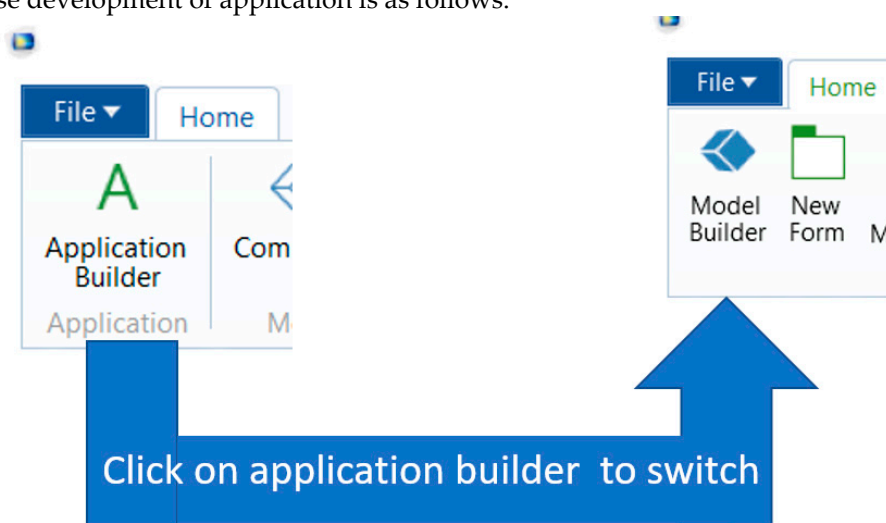 se development of application is as follows.
File
Home
Application
Builder
Com
Application
M
File
Home
Model
Builder
New
Form
M
Click on application builder to switch